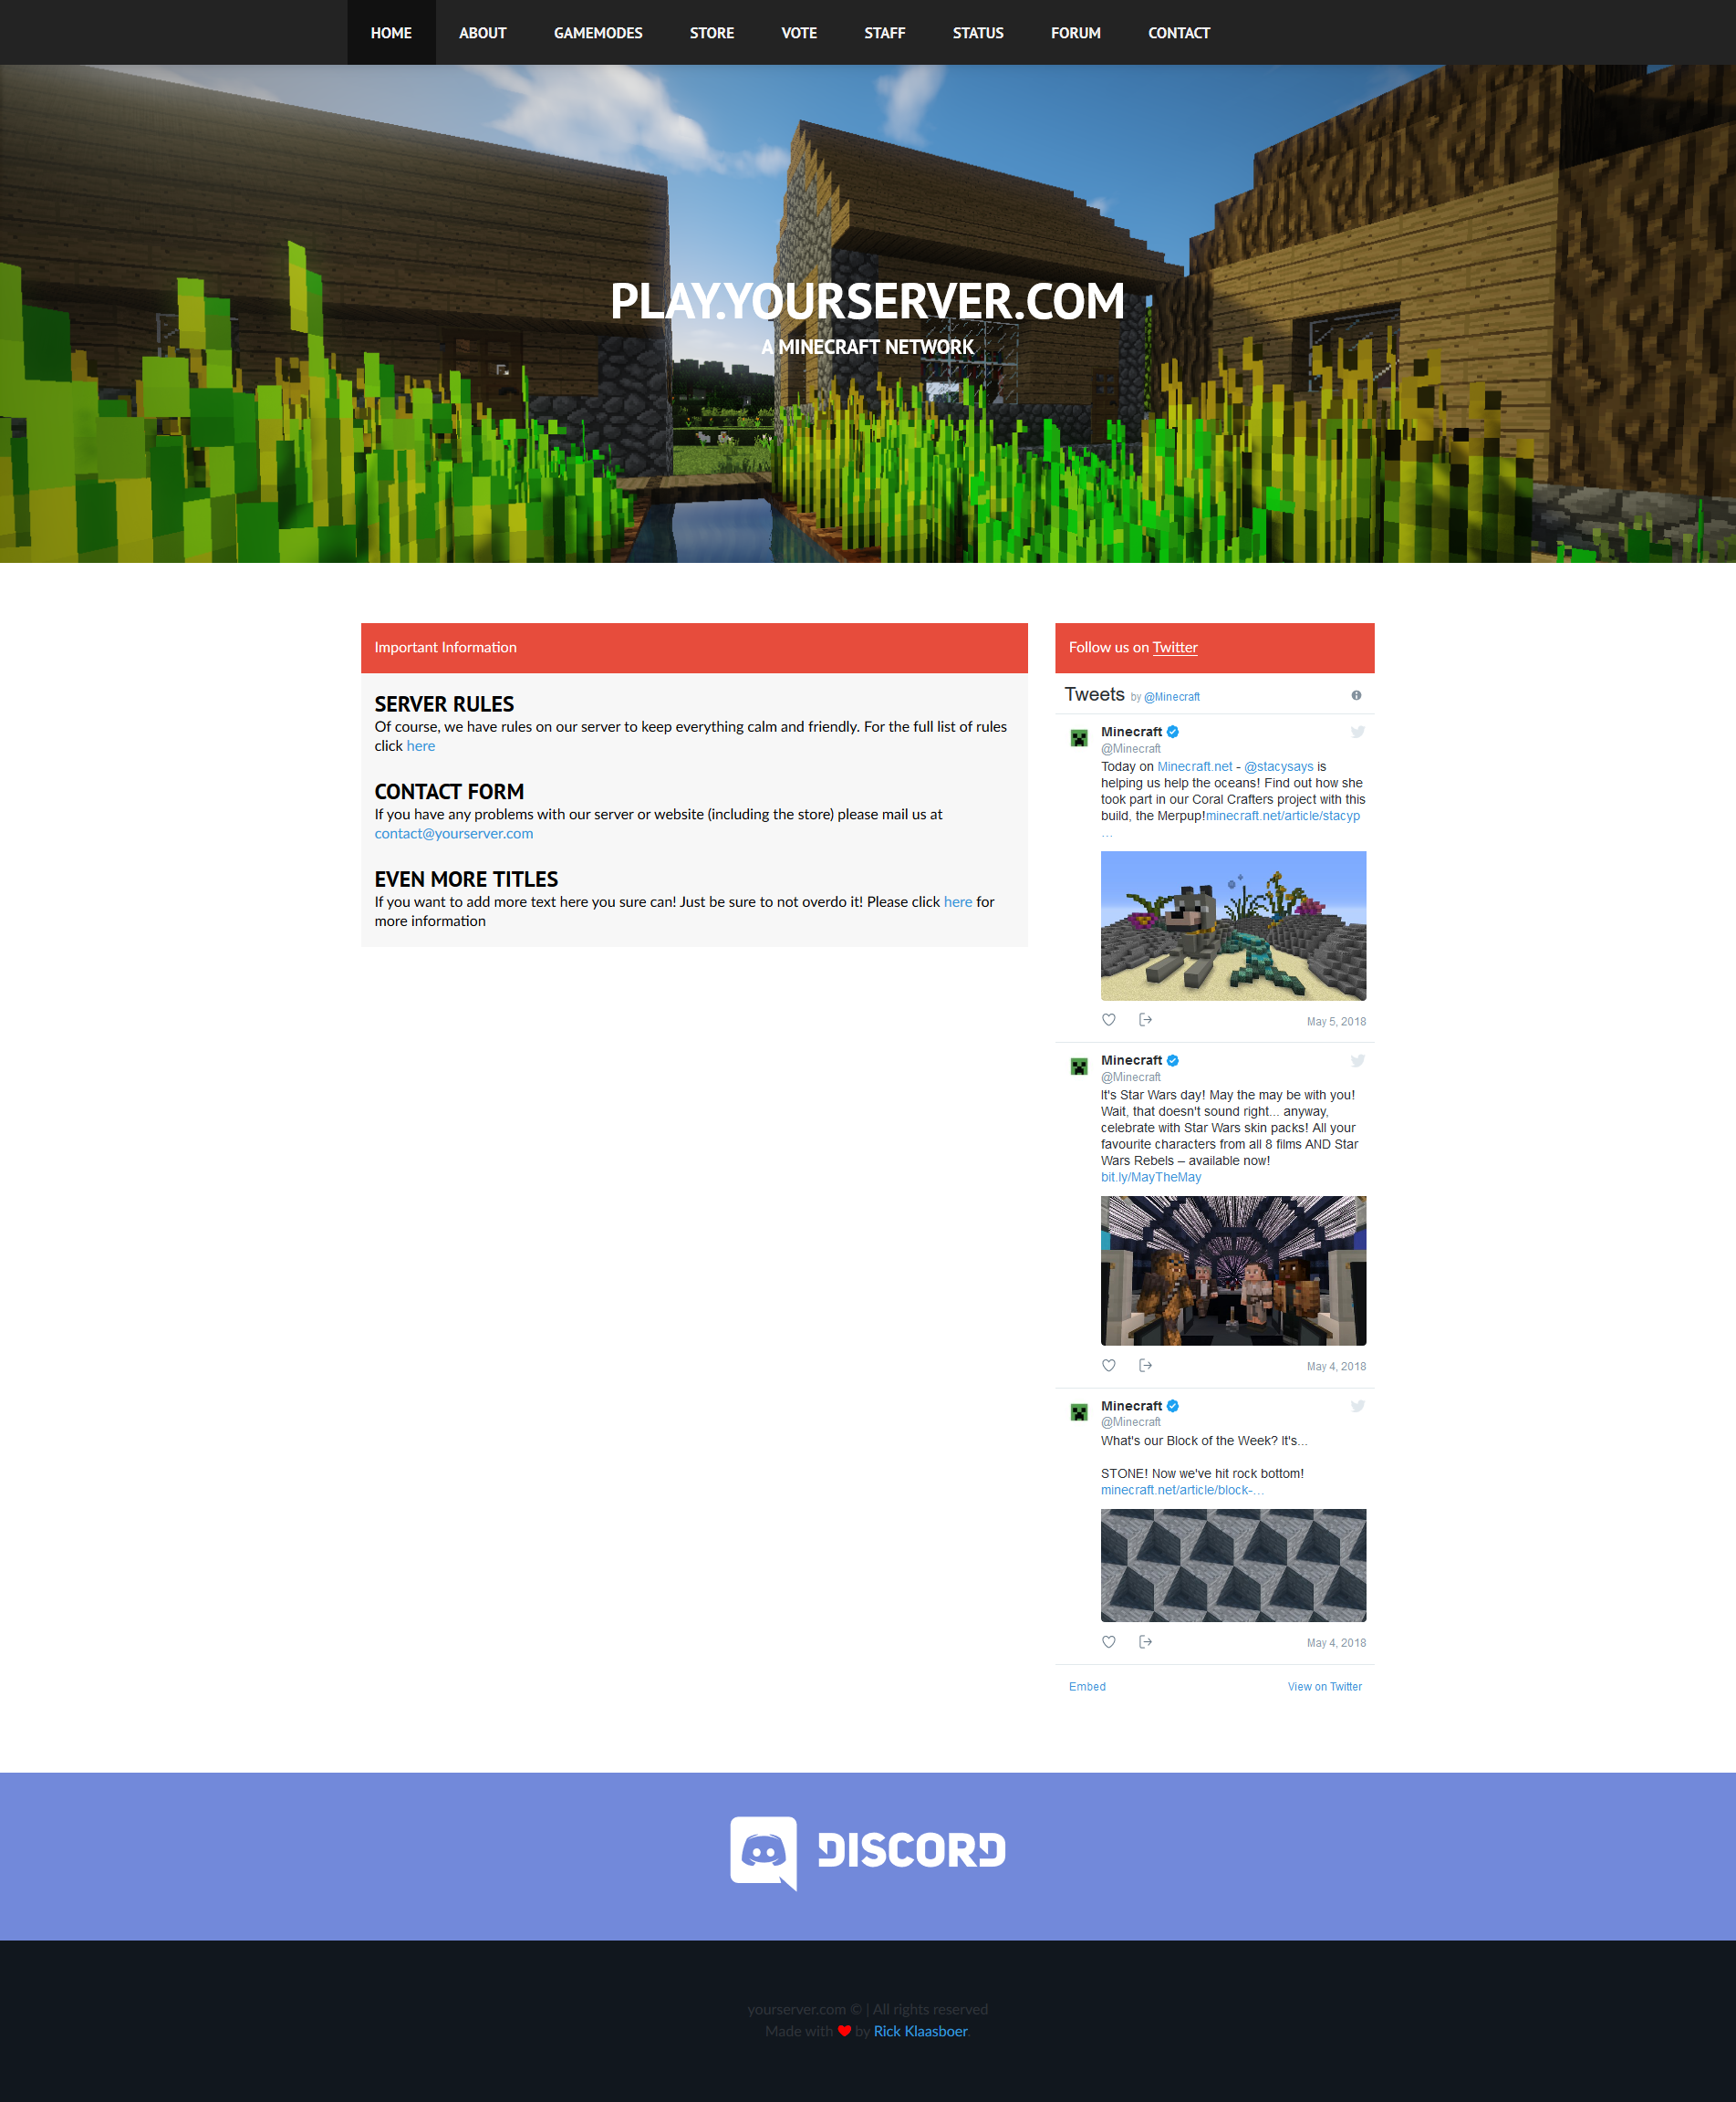 HOME ABOUT GAMEMODES STORE VOTE STAFF STATUS FORUM CONTACT
PLAY.YOURSERVER.COM
A MINECRAFT NETWORK
Important Information
SERVER RULES
Of course, we have rules on our server to keep everything calm and friendly. For the full list of rules
click here
CONTACT FORM
If you have any problems with our server or website (including the store) please mail us at
contact@yourserver.com
EVEN MORE TITLES
If you want to add more text here you sure can! Just be sure to not overdo it! Please click here for
more information
Follow us on Twitter
Tweets by @Minecraft
Minecraft
@Minecraft
Today on Minecraft.net - @stacysays is
helping us help the oceans! Find out how she
took part in our Coral Crafters project with this
build, the Merpup!minecraft.net/article/stacyp
…
May 5, 2018
Minecraft
@Minecraft
It's Star Wars day! May the may be with you!
Wait, that doesn't sound right... anyway,
celebrate with Star Wars skin packs! All your
favourite characters from all 8 films AND Star
Wars Rebels – available now!
bit.ly/MayTheMay
May 4, 2018
Minecraft
@Minecraft
What's our Block of the Week? It's...
STONE! Now we've hit rock bottom!
minecraft.net/article/block-…
May 4, 2018
Embed View on Twitter
DISCORD
yourserver.com © | All rights reserved
Made with ❤ by Rick Klaasboer.